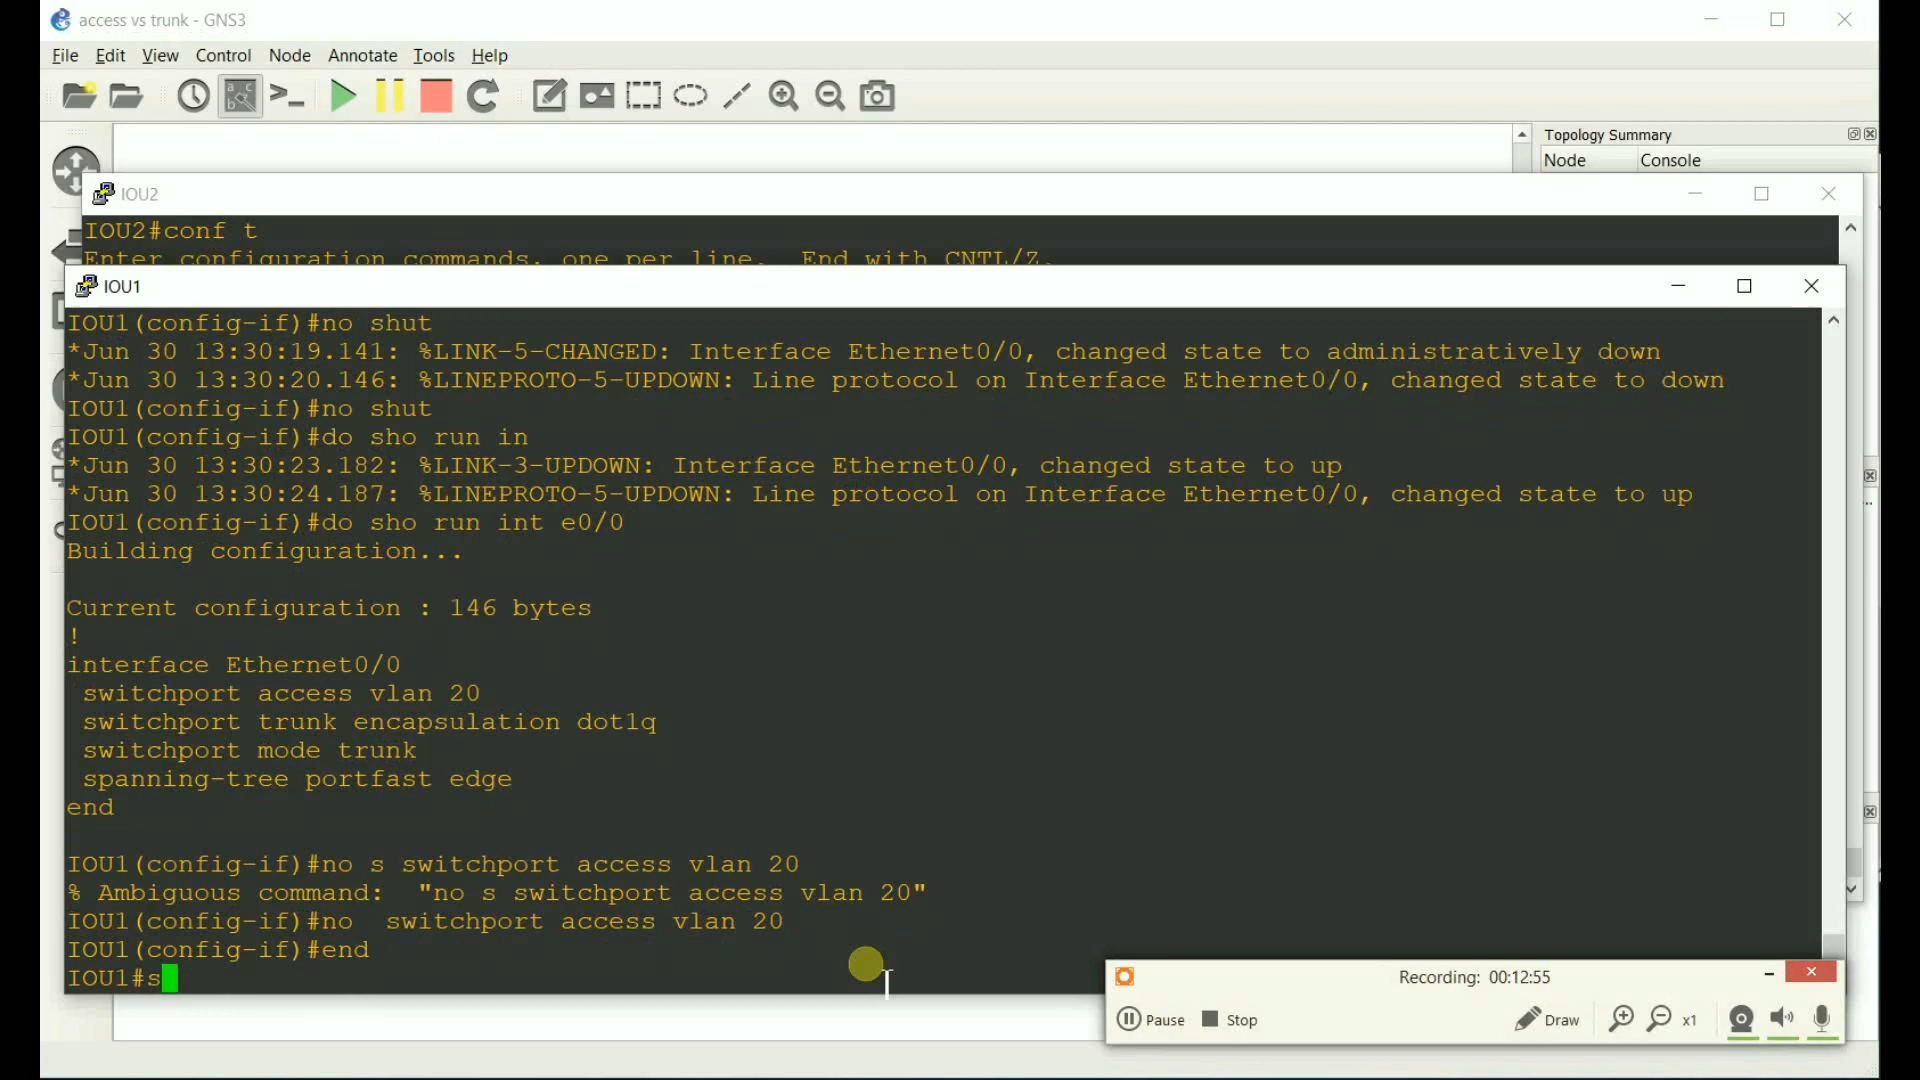 access vs trunk - GNS3
File Edit View Control Node Annotate Tools Help
Topology Summary
Node Console
IOU2
IOU2#conf t
Enter configuration commands, one per line. End with CNTL/Z.
IOU1
IOU1(config-if)#no shut
*Jun 30 13:30:19.141: %LINK-5-CHANGED: Interface Ethernet0/0, changed state to administratively down
*Jun 30 13:30:20.146: %LINEPROTO-5-UPDOWN: Line protocol on Interface Ethernet0/0, changed state to down
IOU1(config-if)#no shut
IOU1(config-if)#do sho run in
*Jun 30 13:30:23.182: %LINK-3-UPDOWN: Interface Ethernet0/0, changed state to up
*Jun 30 13:30:24.187: %LINEPROTO-5-UPDOWN: Line protocol on Interface Ethernet0/0, changed state to up
IOU1(config-if)#do sho run int e0/0
Building configuration...
Current configuration : 146 bytes
!
interface Ethernet0/0
switchport access vlan 20
switchport trunk encapsulation dot1q
switchport mode trunk
spanning-tree portfast edge
end
IOU1(config-if)#no s switchport access vlan 20
% Ambiguous command:  "no s switchport access vlan 20"
IOU1(config-if)#no  switchport access vlan 20
IOU1(config-if)#end
IOU1#s
Recording: 00:12:55
Pause Stop Draw x1